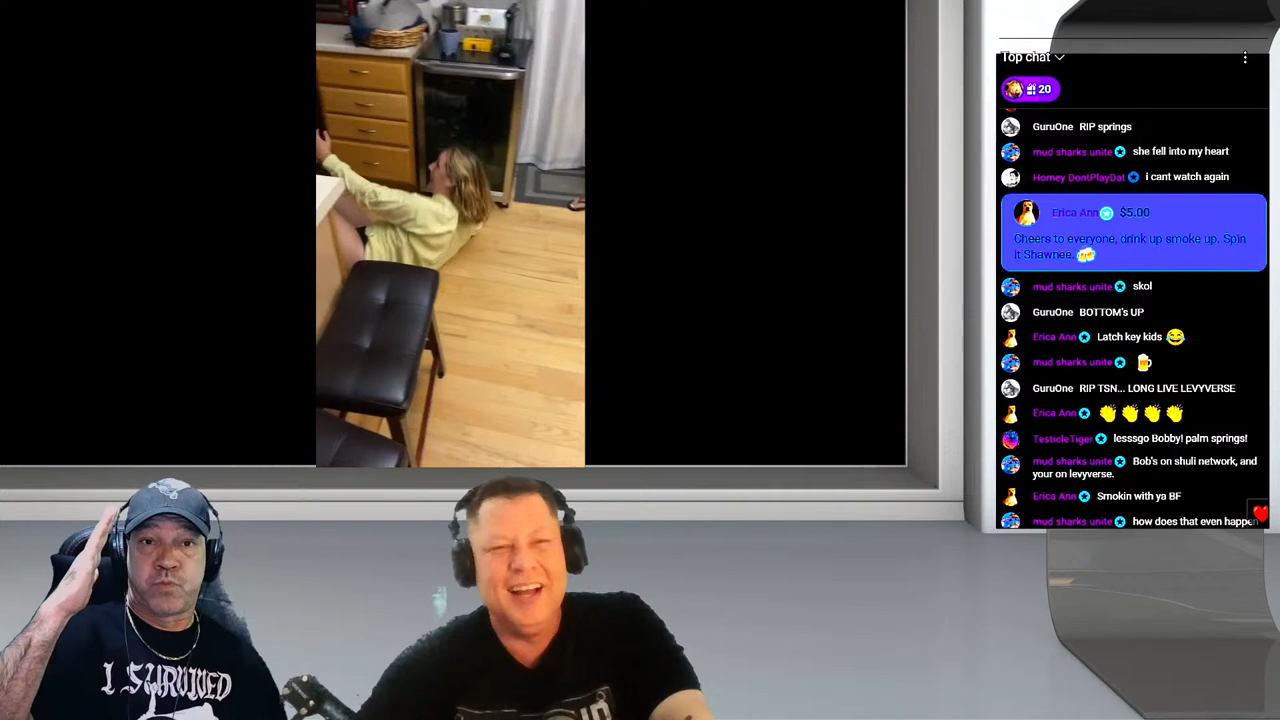 Top chat
20
GuruOne RIP springs
mud sharks unite she fell into my heart
Homey DontPlayDat i cant watch again
Erica Ann $5.00
Cheers to everyone, drink up smoke up. Spin
it Shawnee. 🍻
mud sharks unite skol
GuruOne BOTTOM's UP
Erica Ann Latch key kids 😂
mud sharks unite 🍺
GuruOne RIP TSN... LONG LIVE LEVYVERSE
Erica Ann 👏👏👏👏
TesticleTiger lesssgo Bobby! palm springs!
mud sharks unite Bob's on shuli network, and
your on levyverse.
Erica Ann Smokin with ya BF
mud sharks unite how does that even happen
I SURVIVED